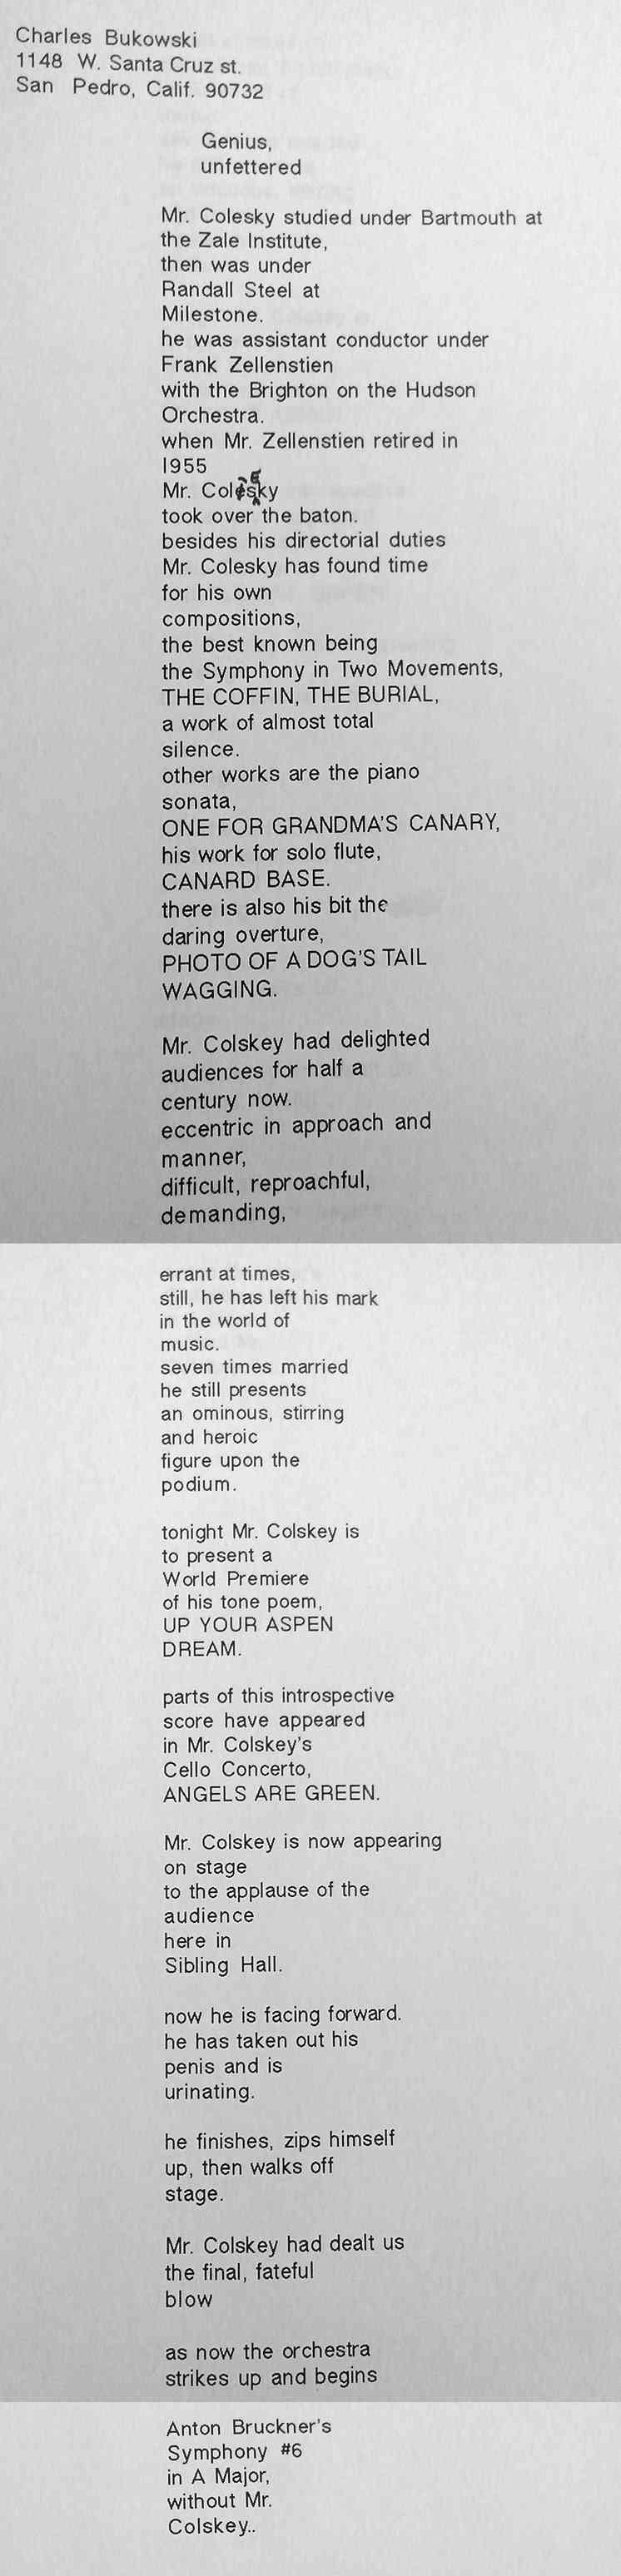 Charles Bukowski
1148 W. Santa Cruz st.
San Pedro, Calif. 90732
Genius,
unfettered
Mr. Colesky studied under Bartmouth at
the Zale Institute,
then was under
Randall Steel at
Milestone.
he was assistant conductor under
Frank Zellenstien
with the Brighton on the Hudson
Orchestra.
when Mr. Zellenstien retired in
1955
Mr. Colesky
took over the baton.
besides his directorial duties
Mr. Colesky has found time
for his own
compositions,
the best known being
the Symphony in Two Movements,
THE COFFIN, THE BURIAL,
a work of almost total
silence.
other works are the piano
sonata,
ONE FOR GRANDMA'S CANARY,
his work for solo flute,
CANARD BASE.
there is also his bit the
daring overture,
PHOTO OF A DOG'S TAIL
WAGGING.
Mr. Colskey had delighted
audiences for half a
century now.
eccentric in approach and
manner,
difficult, reproachful,
demanding,
errant at times,
still, he has left his mark
in the world of
music.
seven times married
he still presents
an ominous, stirring
and heroic
figure upon the
podium.
tonight Mr. Colskey is
to present a
World Premiere
of his tone poem,
UP YOUR ASPEN
DREAM.
parts of this introspective
score have appeared
in Mr. Colskey's
Cello Concerto,
ANGELS ARE GREEN.
Mr. Colskey is now appearing
on stage
to the applause of the
audience
here in
Sibling Hall.
now he is facing forward.
he has taken out his
penis and is
urinating.
he finishes, zips himself
up, then walks off
stage.
Mr. Colskey had dealt us
the final, fateful
blow
as now the orchestra
strikes up and begins
Anton Bruckner's
Symphony #6
in A Major,
without Mr.
Colskey..